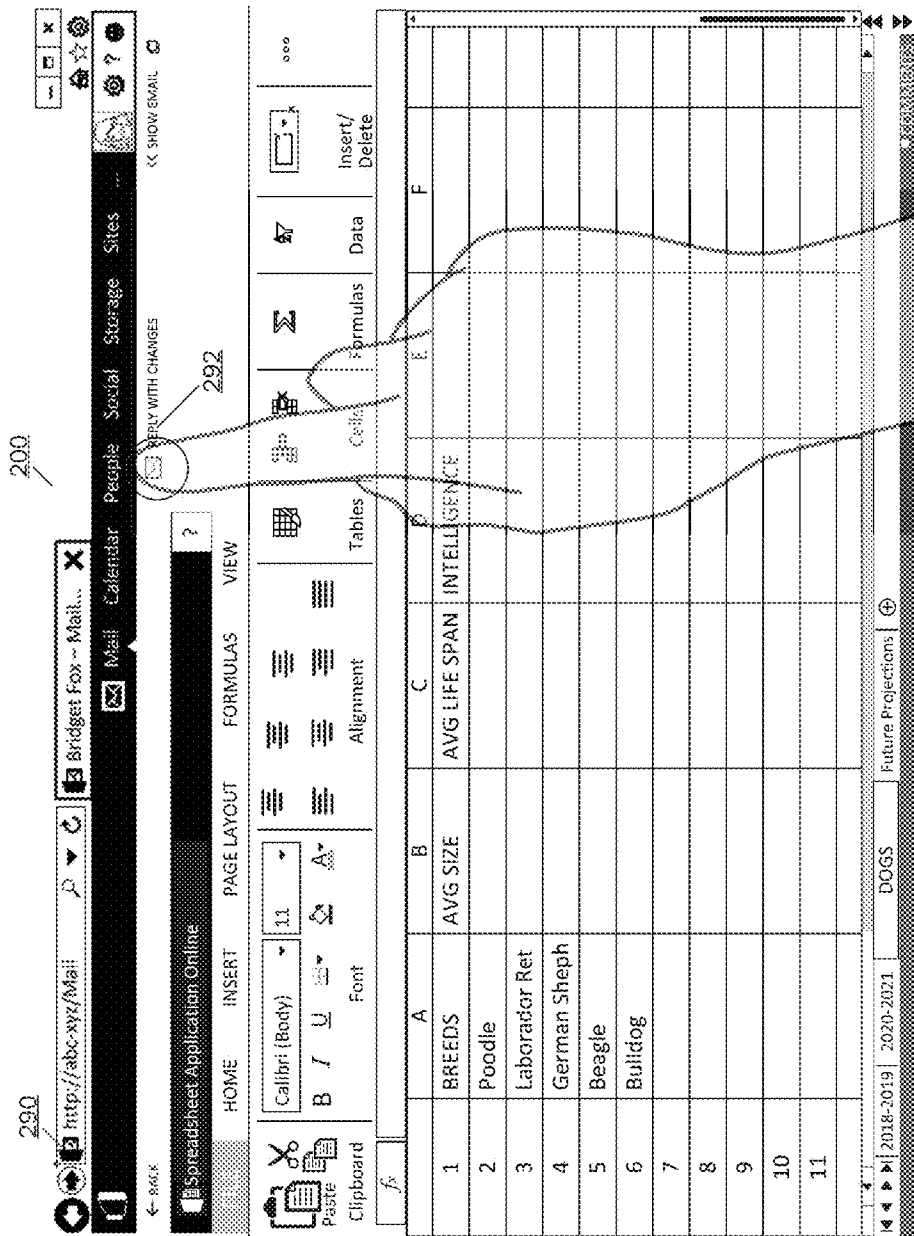 200
290
http://abc-xyz/Mail
Bridget Fox – Mail...
Mail Calendar People Social Storage Sites ...
? 
← BACK
REPLY WITH CHANGES
<< SHOW EMAIL
292
Spreadsheet Application Online
?
HOME INSERT PAGE LAYOUT FORMULAS VIEW
Calibri (Body) 11
B I U A
Paste
Clipboard
Font
Alignment
Tables
Formulas
Data
Insert/
Delete
fx
A B C D E F
1 BREEDS AVG SIZE AVG LIFE SPAN INTELLIGENCE
2 Poodle
3 Laborador Ret
4 German Sheph
5 Beagle
6 Bulldog
7
8
9
10
11
2018-2019 2020-2021 DOGS Future Projections